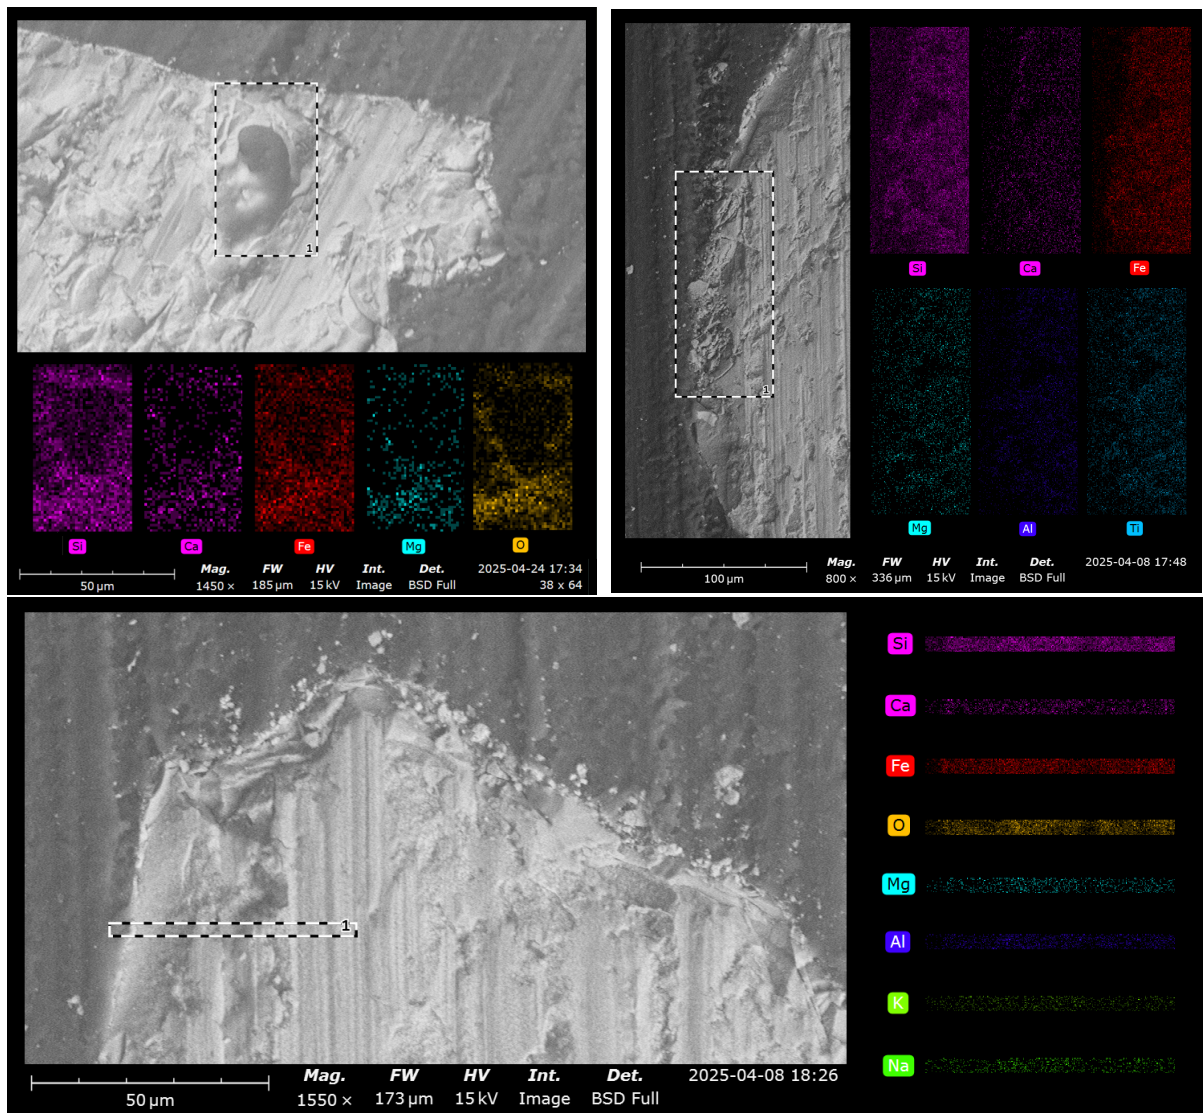 1
Si Ca Fe Mg O
50 µm
Mag. FW HV Int. Det. 2025-04-24 17:34
1450 × 185 µm 15 kV Image BSD Full 38 x 64
1
Si Ca Fe
Mg Al Ti
100 µm
Mag. FW HV Int. Det. 2025-04-08 17:48
800 × 336 µm 15 kV Image BSD Full
1
Si
Ca
Fe
O
Mg
Al
K
Na
50 µm
Mag. FW HV Int. Det. 2025-04-08 18:26
1550 × 173 µm 15 kV Image BSD Full